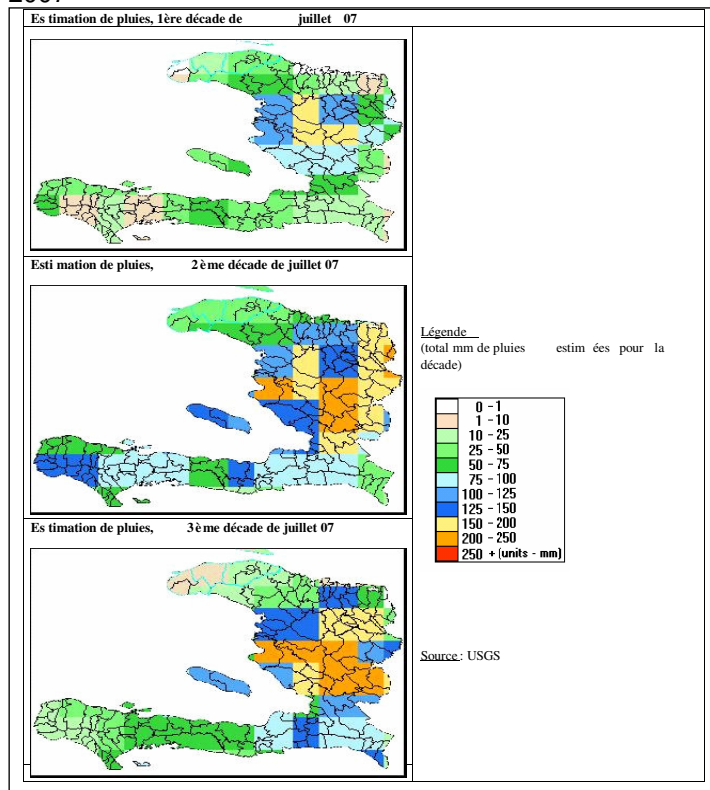 Es timation de pluies, 1ère décade de juillet 07
Esti mation de pluies, 2ème décade de juillet 07
Es timation de pluies, 3ème décade de juillet 07
Légende
(total mm de pluies estim ées pour la
décade)
0 - 1
1 - 10
10 - 25
25 - 50
50 - 75
75 - 100
100 - 125
125 - 150
150 - 200
200 - 250
250 + (units - mm)
Source : USGS